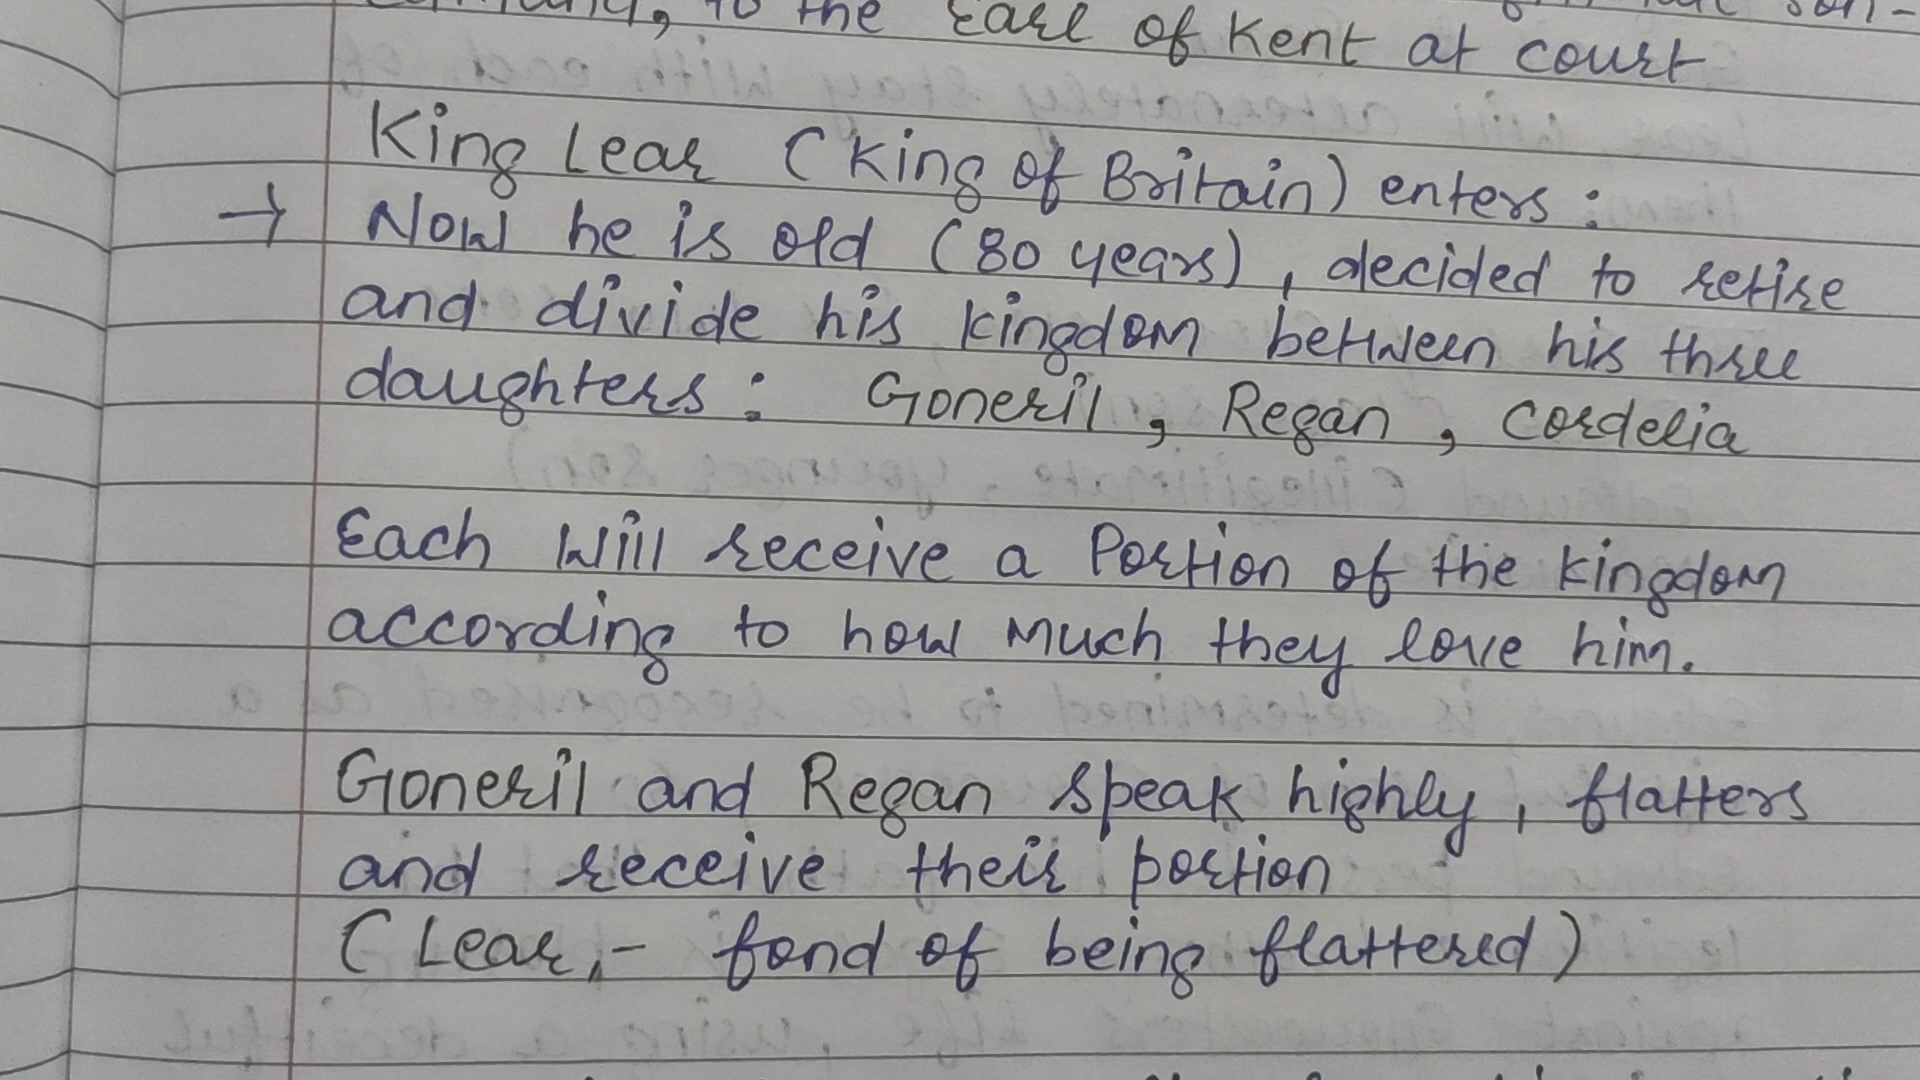 to the Earl of Kent at court
King Lear (King of Britain) enters :
→ Now he is old (80 years), decided to retire
and divide his kingdom between his three
daughters : Goneril, Regan, Cordelia
Each will receive a Portion of the kingdom
according to how much they love him.
Goneril and Regan speak highly, flatters
and receive their portion
(Lear,- fond of being flattered)